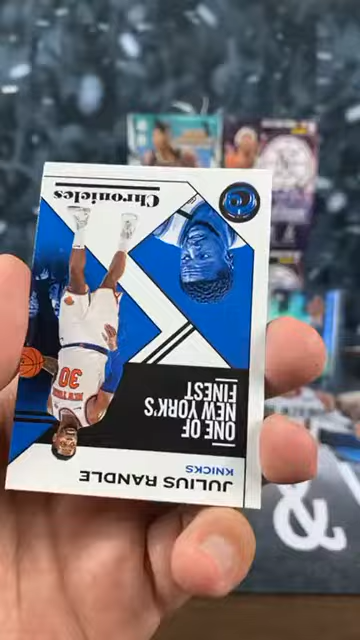 Chronicles
ONE OF
NEW YORK'S
FINEST
NEW YORK
30
JULIUS RANDLE
KNICKS
&